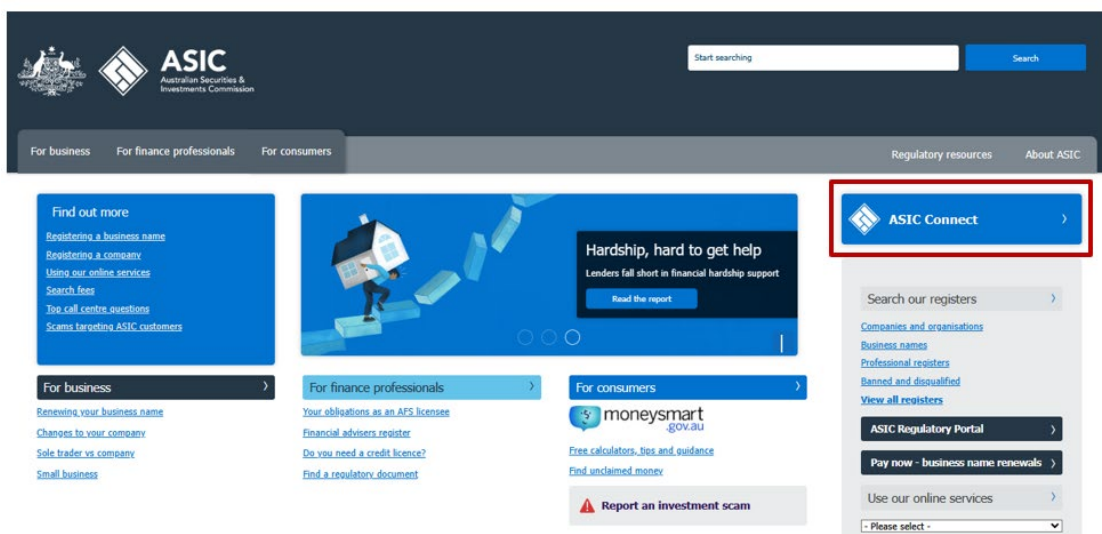 ASIC
Australian Securities &
Investments Commission
Start searching
Search
For business
For finance professionals
For consumers
Regulatory resources
About ASIC
Find out more
Registering a business name
Registering a company
Using our online services
Search fees
Top call centre questions
Scams targeting ASIC customers
Hardship, hard to get help
Lenders fall short in financial hardship support
Read the report
ASIC Connect
Search our registers
Companies and organisations
Business names
Professional registers
Banned and disqualified
View all registers
ASIC Regulatory Portal
Pay now - business name renewals
Use our online services
- Please select -
For business
Renewing your business name
Changes to your company
Sole trader vs company
Small business
For finance professionals
Your obligations as an AFS licensee
Financial advisers register
Do you need a credit licence?
Find a regulatory document
For consumers
moneysmart
.gov.au
Free calculators, tips and guidance
Find unclaimed money
Report an investment scam